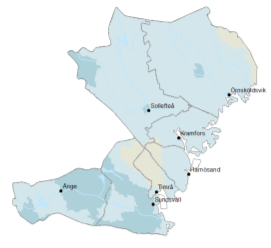 Örnsköldsvik
Sollefteå
Kramfors
Härnösand
Ånge
Timrå
Sundsvall